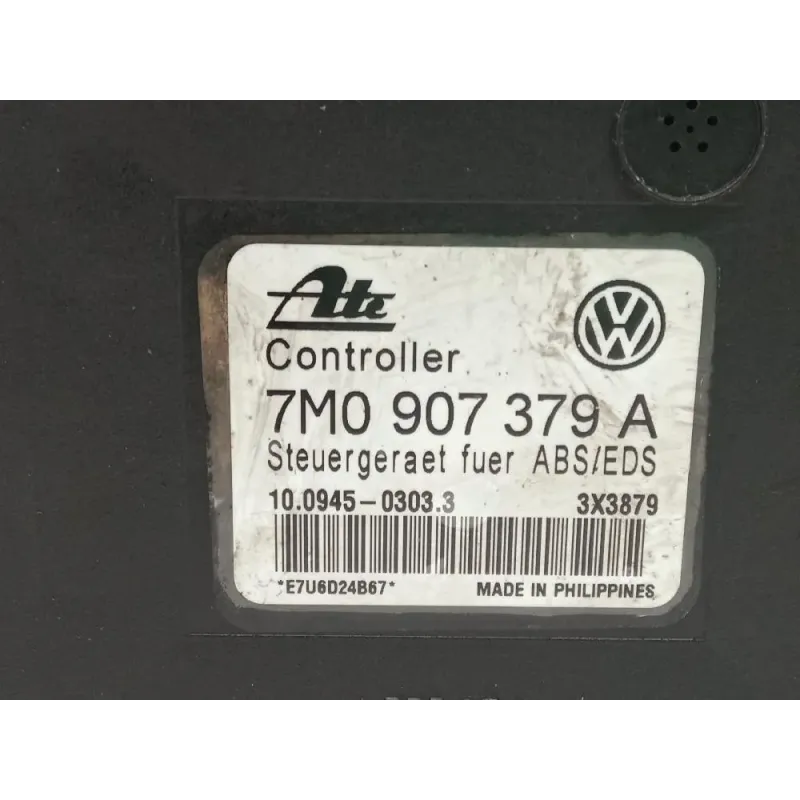 Ate
Controller
7M0 907 379 A
Steuergeraet fuer ABS/EDS
10.0945-0303.3 3X3879
*E7U6D24B67* MADE IN PHILIPPINES